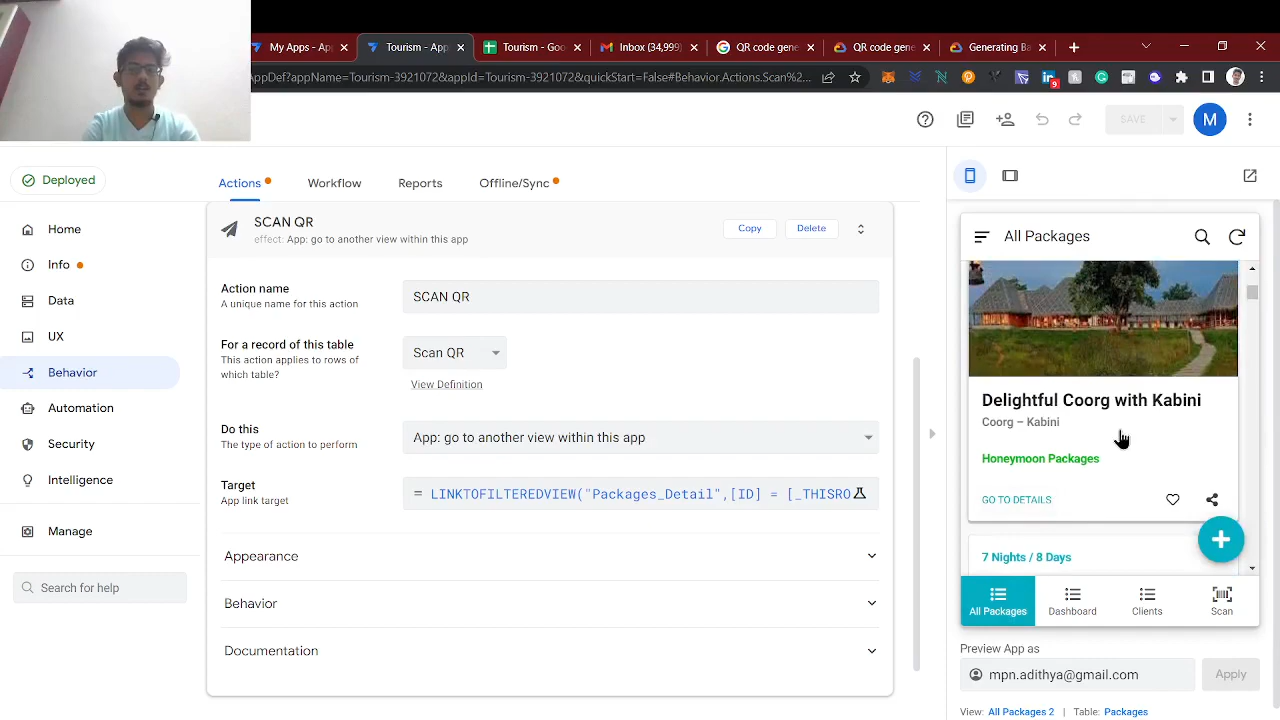 My Apps - Ap
Tourism - App
Tourism - Goo
Inbox (34,999)
QR code gene
QR code gene
Generating Ba
AppDef?appName=Tourism-3921072&appId=Tourism-3921072&quickStart=False#Behavior.Actions.Scan%2...
9
SAVE
M
Deployed
Actions
Workflow
Reports
Offline/Sync
Home
Info
Data
UX
Behavior
Automation
Security
Intelligence
Manage
Search for help
SCAN QR
effect: App: go to another view within this app
Copy
Delete
Action name
A unique name for this action
SCAN QR
For a record of this table
This action applies to rows of
which table?
Scan QR
View Definition
Do this
The type of action to perform
App: go to another view within this app
Target
App link target
= LINKTOFILTEREDVIEW("Packages_Detail",[ID] = [_THISRO
Appearance
Behavior
Documentation
All Packages
Delightful Coorg with Kabini
Coorg – Kabini
Honeymoon Packages
GO TO DETAILS
7 Nights / 8 Days
All Packages
Dashboard
Clients
Scan
Preview App as
mpn.adithya@gmail.com
Apply
View: All Packages 2 | Table: Packages